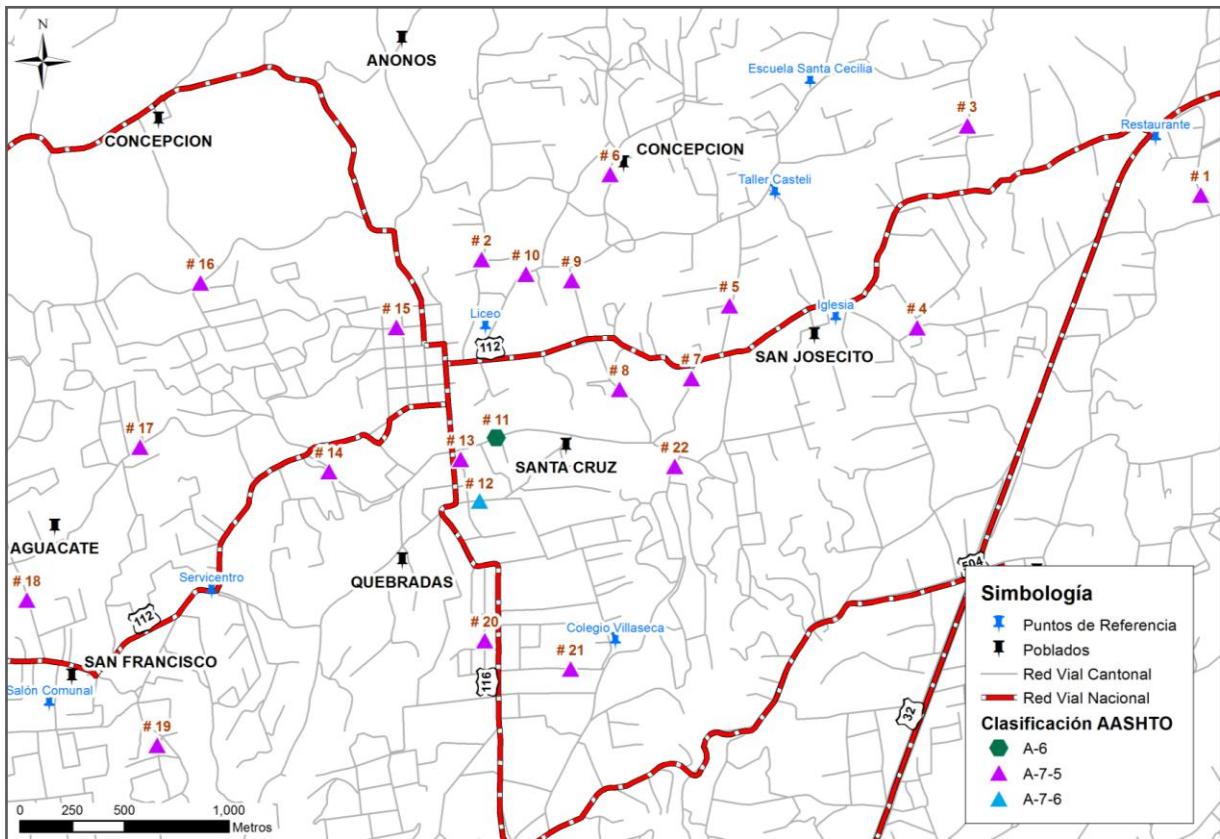 N
ANONOS
Escuela Santa Cecilia
# 3
Restaurante
CONCEPCION
CONCEPCION
# 6
Taller Casteli
# 1
# 2
# 10
# 9
# 16
# 5
Iglesia
# 4
# 15
Liceo
112
SAN JOSECITO
# 7
# 8
# 17
# 11
# 13
# 14
SANTA CRUZ
# 22
# 12
AGUACATE
QUEBRADAS
504
# 18
Servicentro
112
# 20
Colegio Villaseca
# 21
SAN FRANCISCO
116
Salón Comunal
32
# 19
0 250 500 1,000
Metros
Simbología
Puntos de Referencia
Poblados
Red Vial Cantonal
Red Vial Nacional
Clasificación AASHTO
A-6
A-7-5
A-7-6